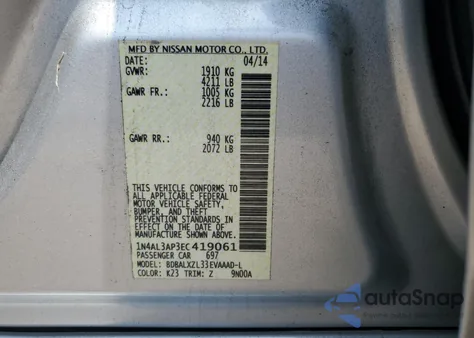 MFD BY NISSAN MOTOR CO., LTD.
DATE: 04/14
GVWR: 1910 KG
4211 LB
GAWR FR.: 1005 KG
2216 LB
GAWR RR.: 940 KG
2072 LB
THIS VEHICLE CONFORMS TO
ALL APPLICABLE FEDERAL
MOTOR VEHICLE SAFETY,
BUMPER, AND THEFT
PREVENTION STANDARDS IN
EFFECT ON THE DATE OF
MANUFACTURE SHOWN ABOVE.
1N4AL3AP3EC419061
PASSENGER CAR 697
MODEL: BDBALXZL33EVAAAD-L
COLOR: K23 TRIM: Z 9N00A
autoSnap